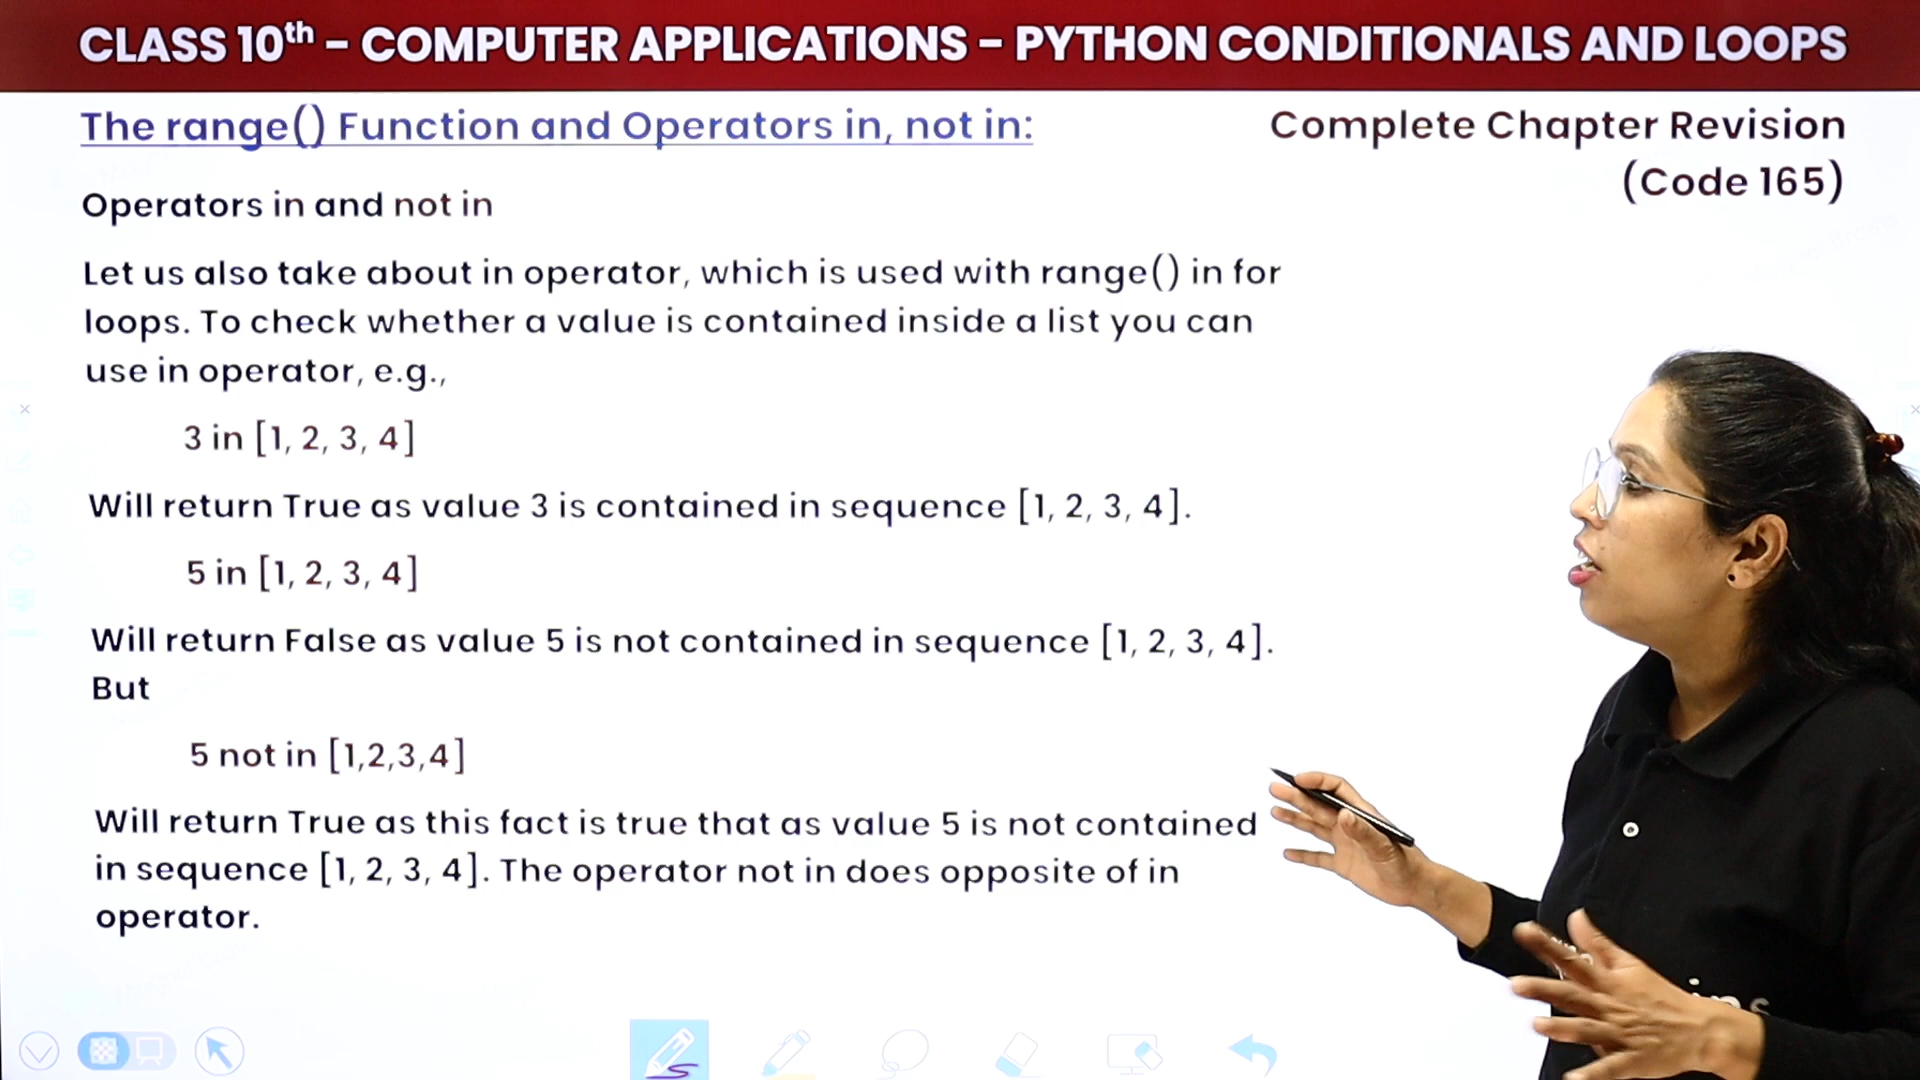 CLASS 10th – COMPUTER APPLICATIONS – PYTHON CONDITIONALS AND LOOPS
The range() Function and Operators in, not in:
Complete Chapter Revision
(Code 165)
Operators in and not in
Let us also take about in operator, which is used with range() in for
loops. To check whether a value is contained inside a list you can
use in operator, e.g.,
3 in [1, 2, 3, 4]
Will return True as value 3 is contained in sequence [1, 2, 3, 4].
5 in [1, 2, 3, 4]
Will return False as value 5 is not contained in sequence [1, 2, 3, 4].
But
5 not in [1,2,3,4]
Will return True as this fact is true that as value 5 is not contained
in sequence [1, 2, 3, 4]. The operator not in does opposite of in
operator.